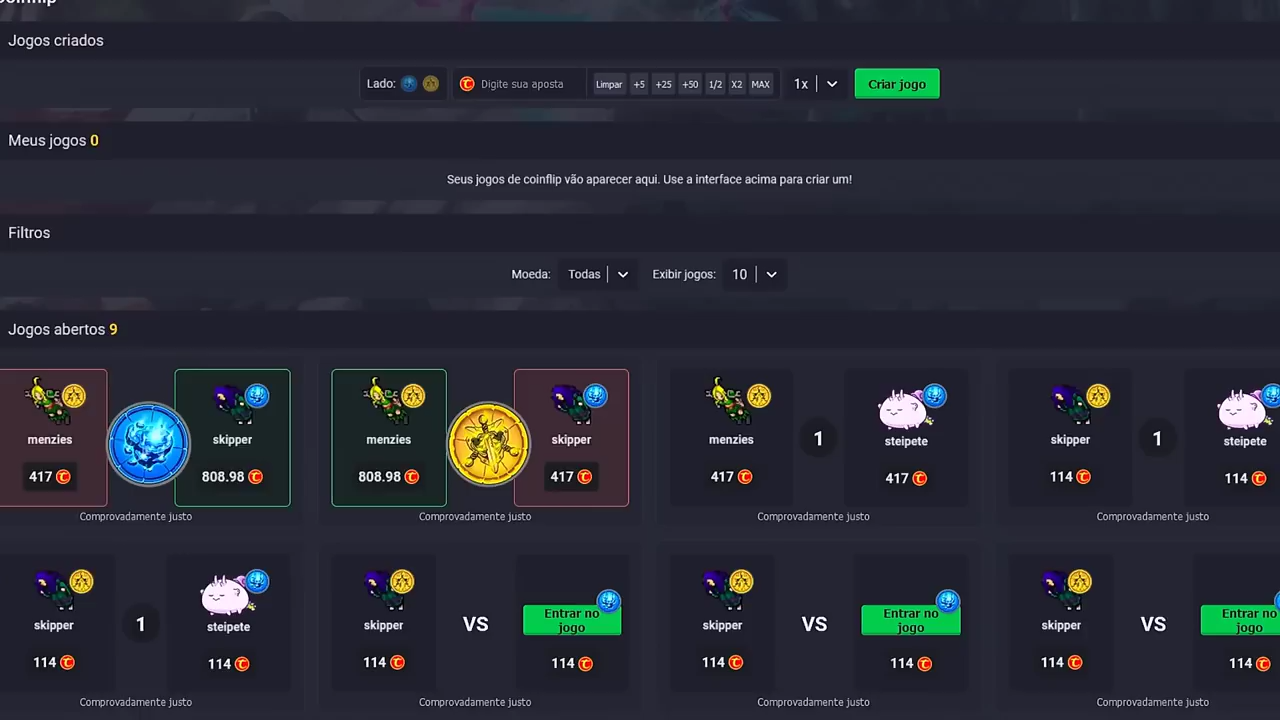 Coinflip
Jogos criados
Lado: Digite sua aposta Limpar +5 +25 +50 1/2 X2 MAX 1x Criar jogo
Meus jogos 0
Seus jogos de coinflip vão aparecer aqui. Use a interface acima para criar um!
Filtros
Moeda: Todas Exibir jogos: 10
Jogos abertos 9
menzies skipper menzies skipper menzies 1 steipete skipper 1 steipete
417 808.98 808.98 417 417 417 114 114
Comprovadamente justo Comprovadamente justo Comprovadamente justo Comprovadamente justo
skipper 1 steipete skipper VS Entrar no jogo skipper VS Entrar no jogo skipper VS Entrar no jogo
114 114 114 114 114 114 114 114
Comprovadamente justo Comprovadamente justo Comprovadamente justo Comprovadamente justo